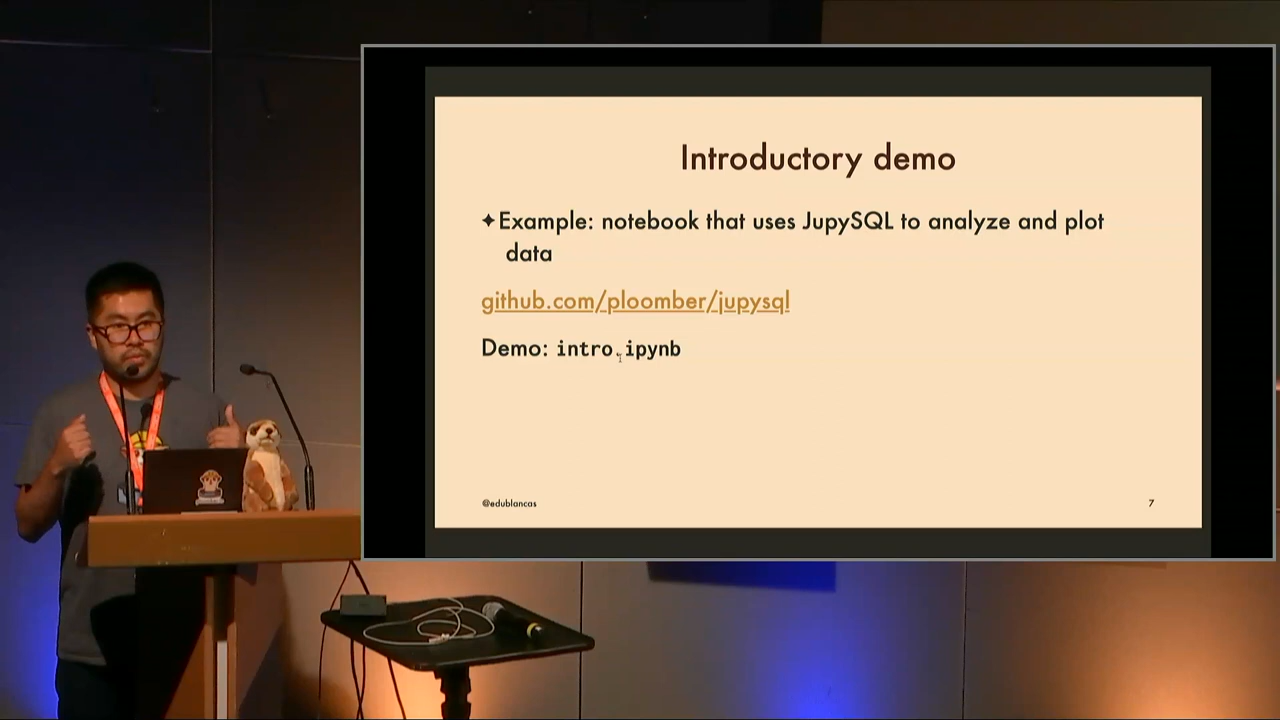 Introductory demo
✦Example: notebook that uses JupySQL to analyze and plot
data
github.com/ploomber/jupysql
Demo: intro.ipynb
@edublancas
7